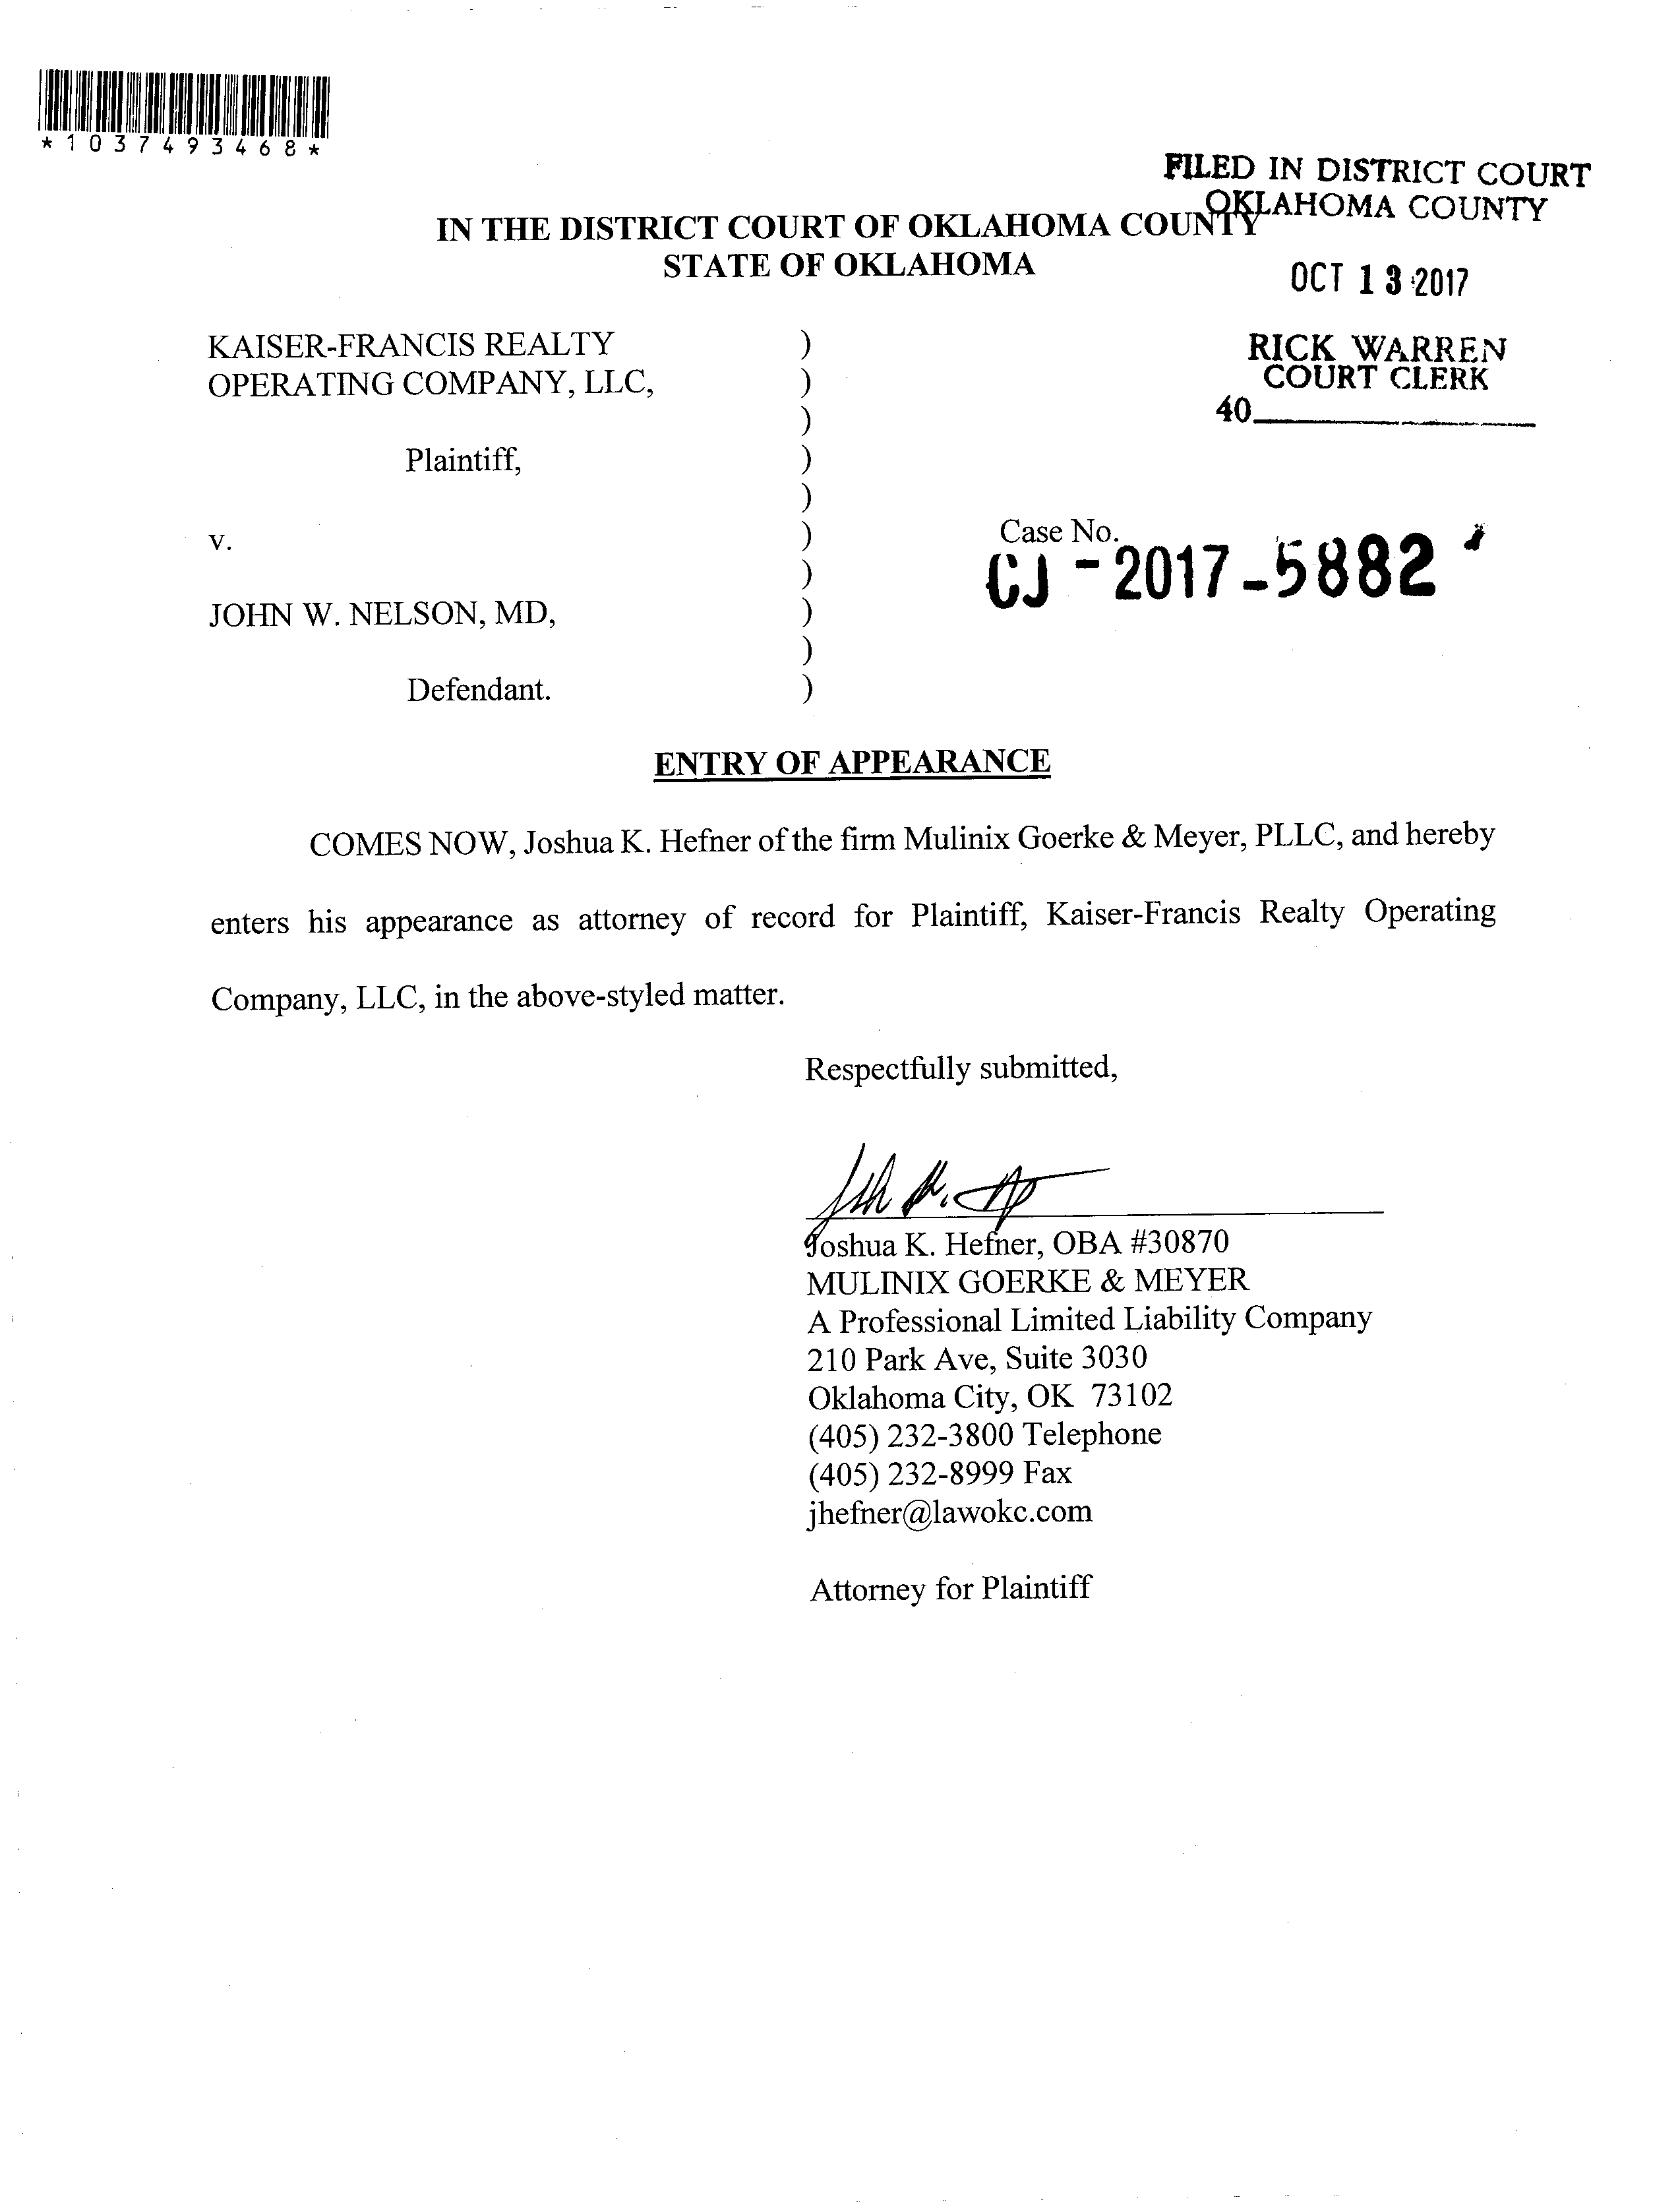 *1037493468*
FILED IN DISTRICT COURT
OKLAHOMA COUNTY
IN THE DISTRICT COURT OF OKLAHOMA COUNTY
STATE OF OKLAHOMA
OCT 13 2017
RICK WARREN
COURT CLERK
40
KAISER-FRANCIS REALTY )
OPERATING COMPANY, LLC, )
)
Plaintiff, )
)
v. )
)
JOHN W. NELSON, MD, )
)
Defendant. )
Case No.
CJ - 2017 - 5882
ENTRY OF APPEARANCE
COMES NOW, Joshua K. Hefner of the firm Mulinix Goerke & Meyer, PLLC, and hereby
enters his appearance as attorney of record for Plaintiff, Kaiser-Francis Realty Operating
Company, LLC, in the above-styled matter.
Respectfully submitted,
Joshua K. Hefner, OBA #30870
MULINIX GOERKE & MEYER
A Professional Limited Liability Company
210 Park Ave, Suite 3030
Oklahoma City, OK 73102
(405) 232-3800 Telephone
(405) 232-8999 Fax
jhefner@lawokc.com
Attorney for Plaintiff